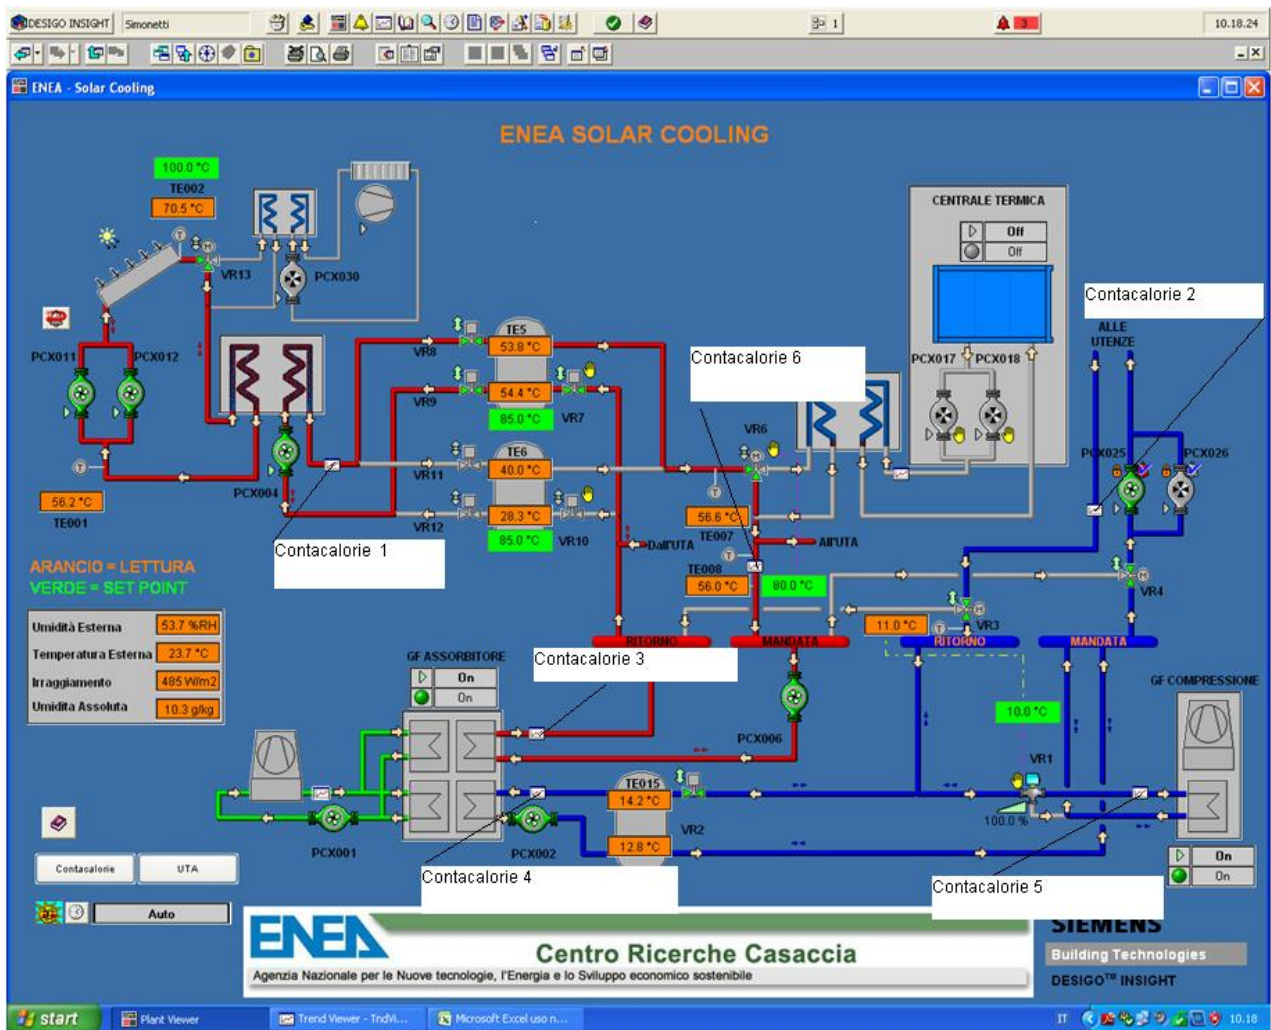 DESIGO INSIGHT
Simonetti
1
3
10.18.24
ENEA - Solar Cooling
ENEA SOLAR COOLING
100.0 °C
TE002
70.5 °C
VR13
PCX030
CENTRALE TERMICA
Off
Off
Contacalorie 2
ALLE
UTENZE
PCX011
PCX012
VR8
TE5
53.8 °C
Contacalorie 6
PCX017
PCX018
VR9
54.4 °C
85.0 °C
VR7
VR6
TE6
VR11
40.0 °C
PCX025
PCX026
PCX004
56.2 °C
TE001
VR12
28.3 °C
85.0 °C
VR10
56.6 °C
TE007
Contacalorie 1
Dall'UTA
All'UTA
ARANCIO = LETTURA
VERDE = SET POINT
TE008
56.0 °C
80.0 °C
VR4
Umidità Esterna
53.7 %RH
Temperatura Esterna
23.7 °C
Irraggiamento
485 W/m2
Umidita Assoluta
10.3 g/kg
11.0 °C
VR3
RITORNO
MANDATA
RITORNO
MANDATA
GF ASSORBITORE
On
On
Contacalorie 3
GF COMPRESSIONE
10.0 °C
PCX006
VR1
TE015
14.2 °C
100.0 %
VR2
12.8 °C
PCX001
PCX002
Contacalorie 4
Contacalorie 5
On
On
Contacalorie
UTA
Auto
ENEA
Centro Ricerche Casaccia
Agenzia Nazionale per le Nuove tecnologie, l'Energia e lo Sviluppo economico sostenibile
SIEMENS
Building Technologies
DESIGO™ INSIGHT
start
Plant Viewer
Trend Viewer - TndVi...
Microsoft Excel uso n...
IT
10.18